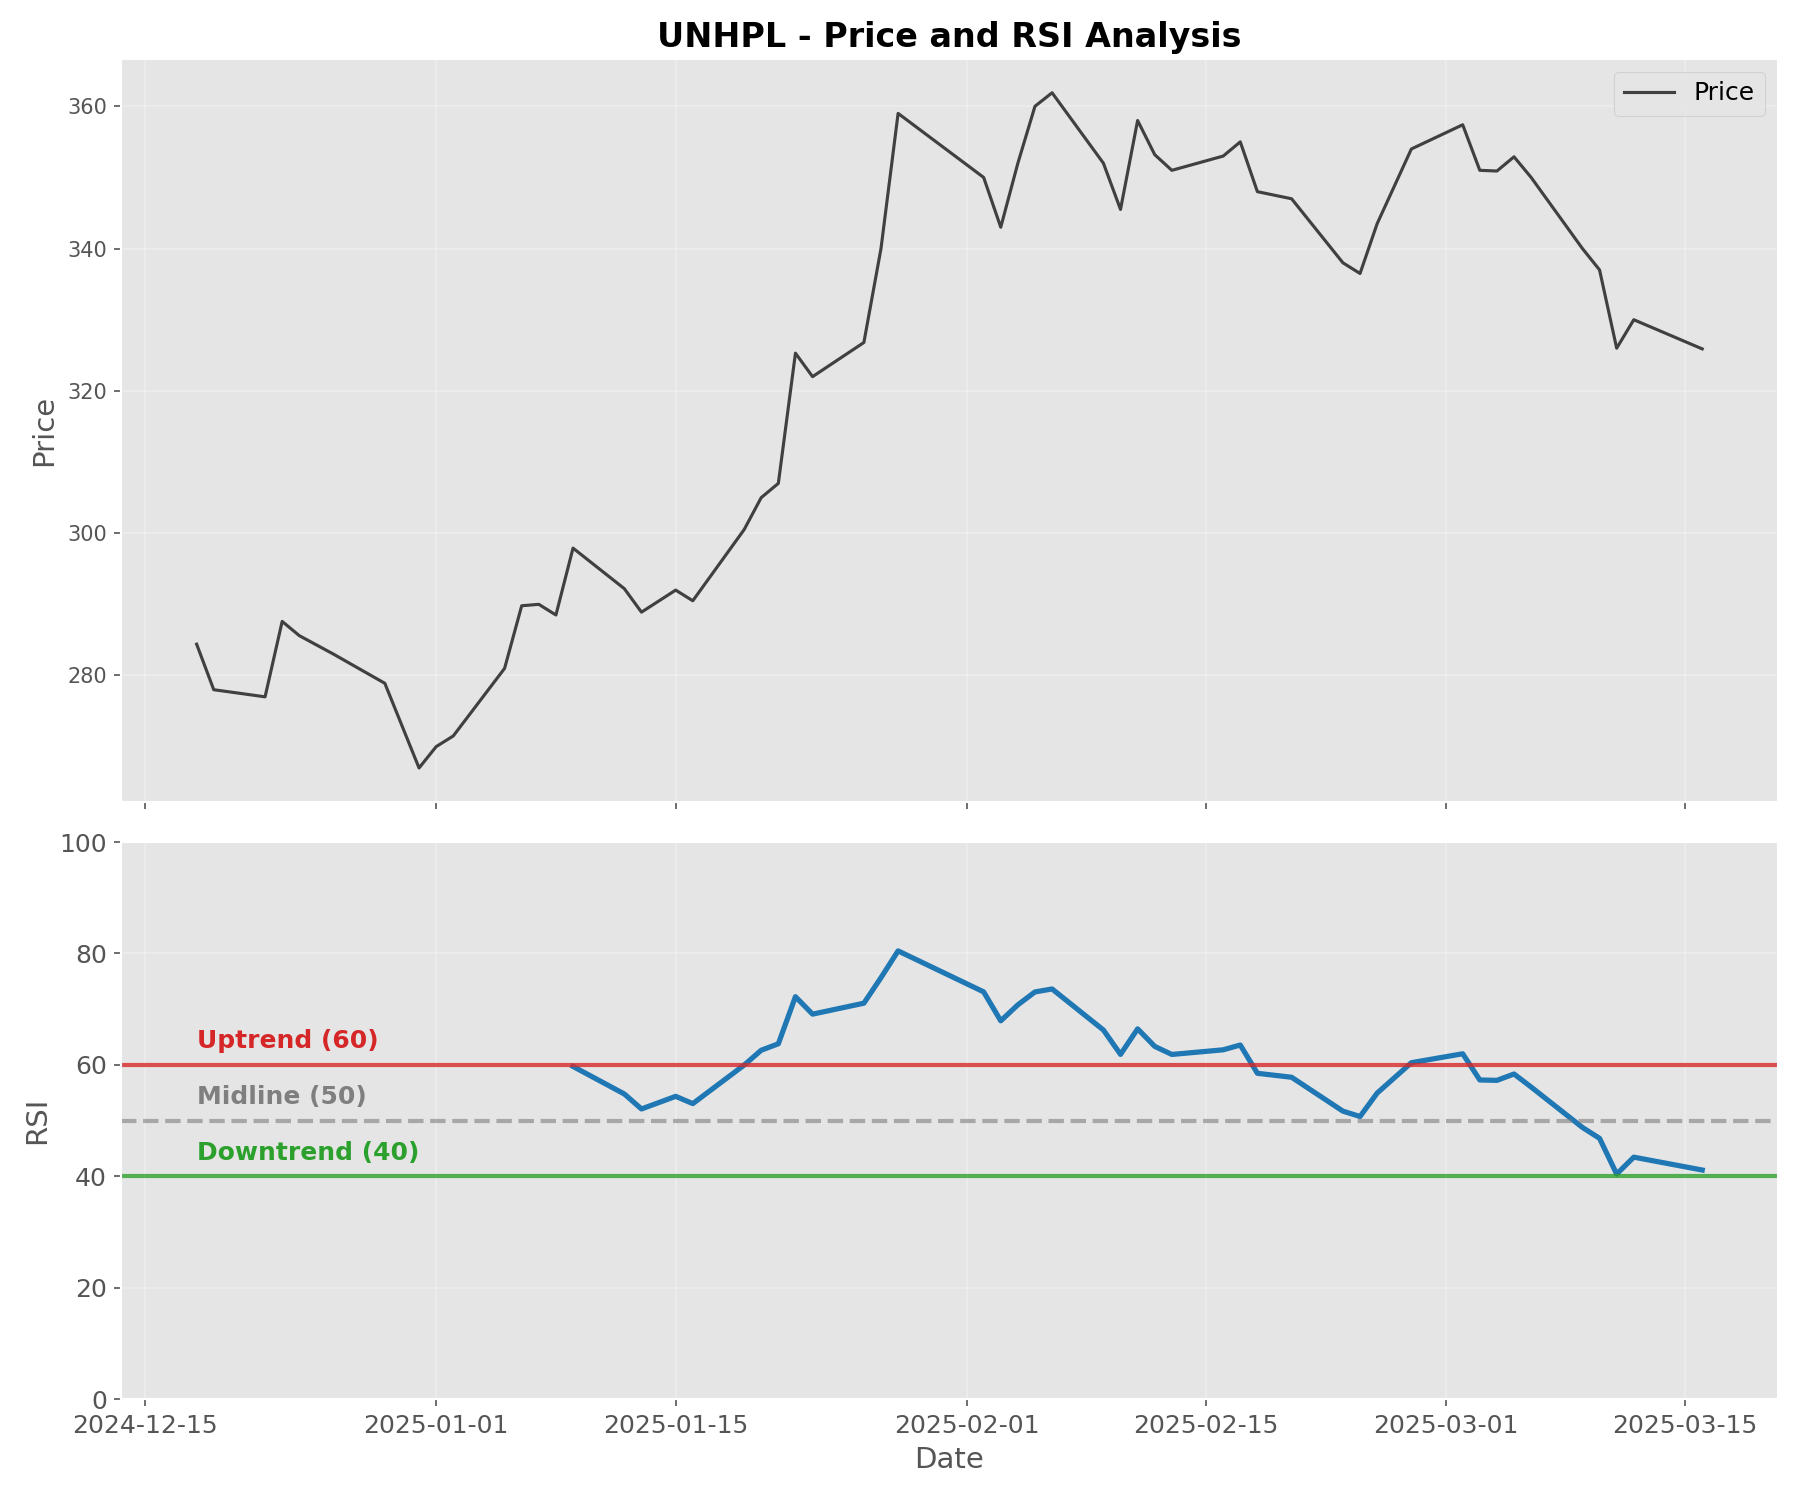 UNHPL - Price and RSI Analysis
Price
360
340
320
300
280
Price
100
80
60
40
20
0
RSI
Uptrend (60)
Midline (50)
Downtrend (40)
2024-12-15 2025-01-01 2025-01-15 2025-02-01 2025-02-15 2025-03-01 2025-03-15
Date